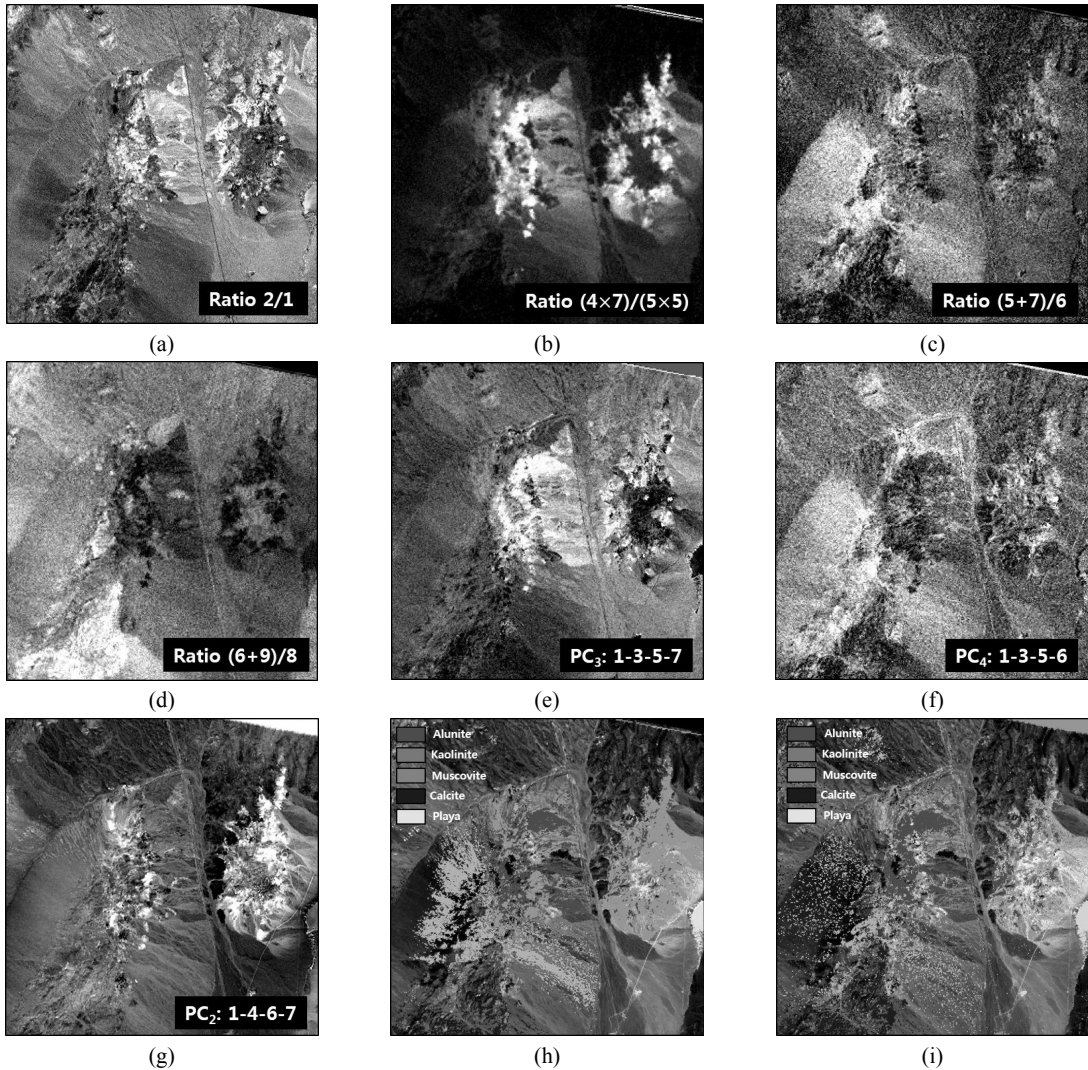 Ratio 2/1
Ratio (4×7)/(5×5)
Ratio (5+7)/6
(a)
(b)
(c)
Ratio (6+9)/8
PC3: 1-3-5-7
PC4: 1-3-5-6
(d)
(e)
(f)
PC2: 1-4-6-7
Alunite
Kaolinite
Muscovite
Calcite
Playa
Alunite
Kaolinite
Muscovite
Calcite
Playa
(g)
(h)
(i)